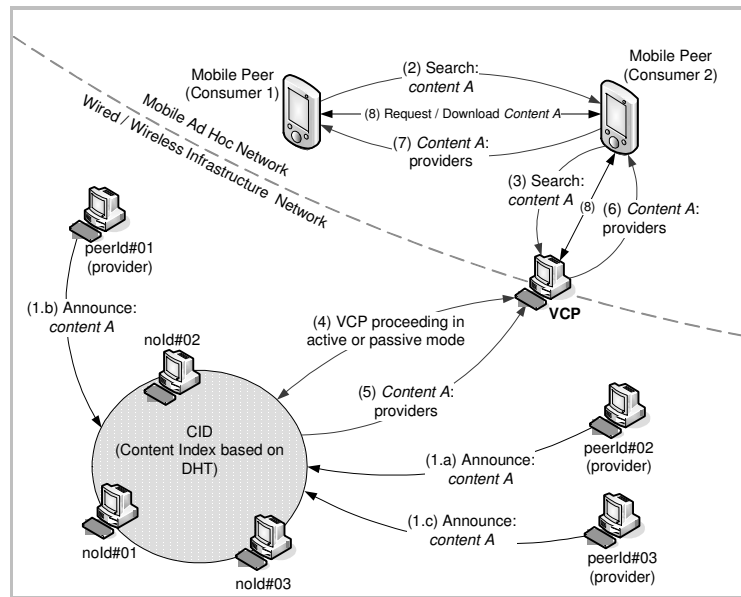 Mobile Peer
(Consumer 1)
(2) Search:
content A
Mobile Peer
(Consumer 2)
(8) Request / Download Content A
(7) Content A:
providers
Mobile Ad Hoc Network
Wired / Wireless Infrastructure Network
(3) Search:
content A
(8)
(6) Content A:
providers
peerId#01
(provider)
VCP
(1.b) Announce:
content A
(4) VCP proceeding in
active or passive mode
noId#02
(5) Content A:
providers
CID
(Content Index based on
DHT)
(1.a) Announce:
content A
peerId#02
(provider)
(1.c) Announce:
content A
noId#01
noId#03
peerId#03
(provider)